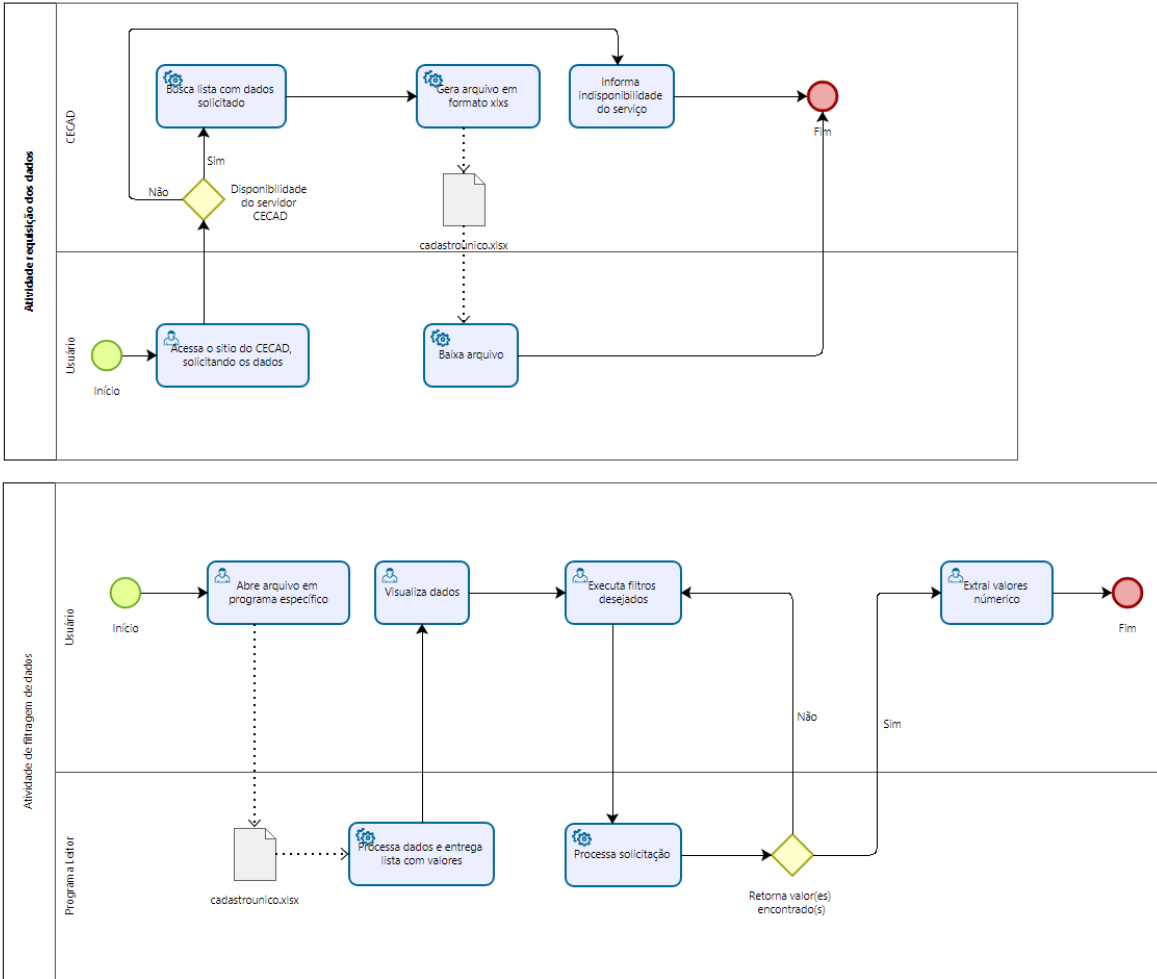 Atividade requisição dos dados
CECAD
Busca lista com dados
solicitado
Gera arquivo em
formato xlxs
Informa
indisponibilidade
do serviço
Fim
Sim
Não
Disponibilidade
do servidor
CECAD
cadastrounico.xlsx
Usuário
Início
Acessa o sitio do CECAD,
solicitando os dados
Baixa arquivo
Atividade de filtragem de dados
Usuário
Início
Abre arquivo em
programa específico
Visualiza dados
Executa filtros
desejados
Extrai valores
númerico
Fim
Não
Sim
Programa Leitor
cadastrounico.xlsx
Processa dados e entrega
lista com valores
Processa solicitação
Retorna valor(es)
encontrado(s)